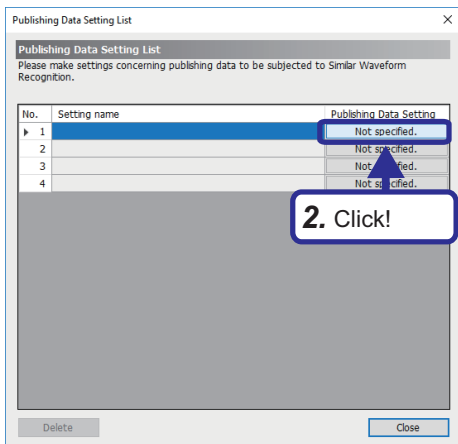 Publishing Data Setting List
Publishing Data Setting List
Please make settings concerning publishing data to be subjected to Similar Waveform
Recognition.
No. Setting name Publishing Data Setting
1 Not specified.
2 Not specified.
3 Not specified.
4 Not specified.
2. Click!
Delete Close